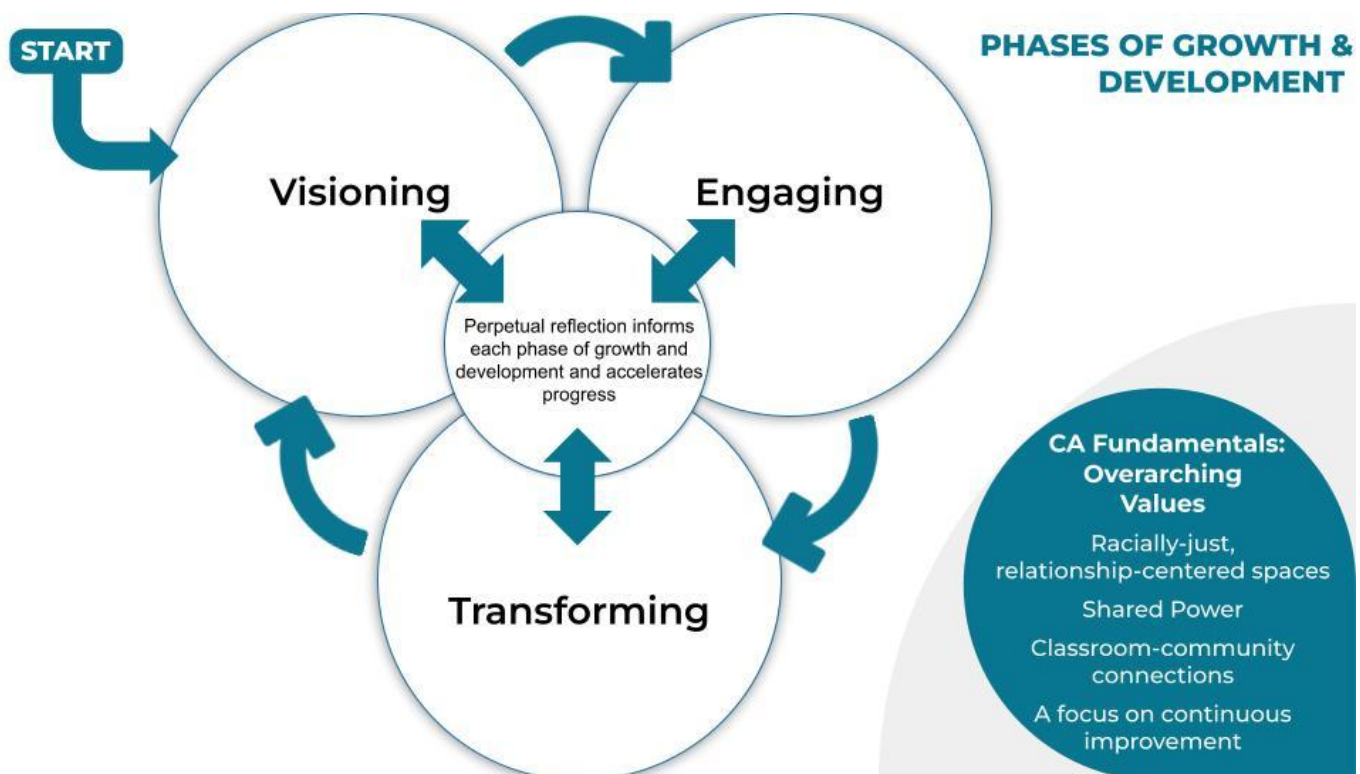 START
PHASES OF GROWTH &
DEVELOPMENT
Visioning
Engaging
Perpetual reflection informs
each phase of growth and
development and accelerates
progress
Transforming
CA Fundamentals:
Overarching
Values
Racially-just,
relationship-centered spaces
Shared Power
Classroom-community
connections
A focus on continuous
improvement